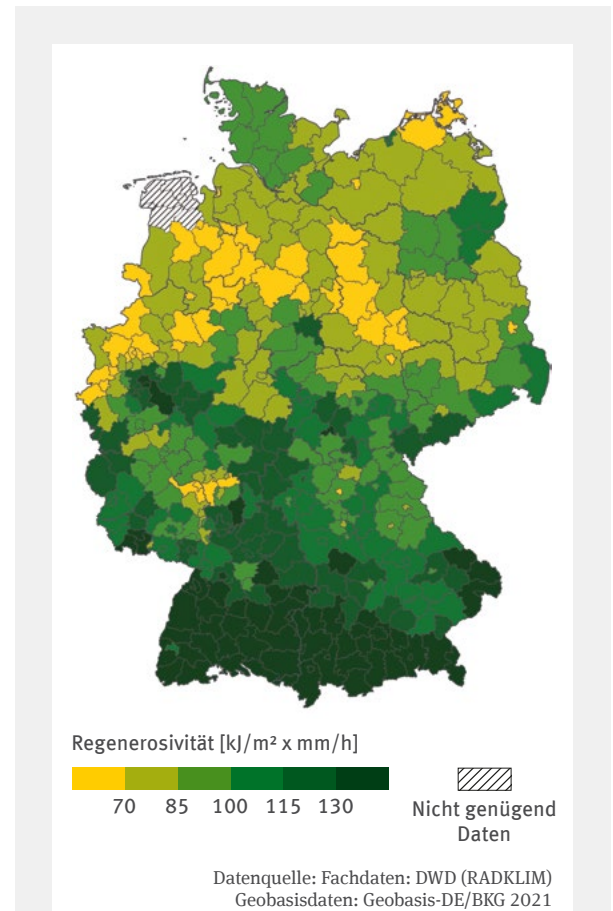 Regenerosivität [kJ/m² x mm/h]
70 85 100 115 130
Nicht genügend
Daten
Datenquelle: Fachdaten: DWD (RADKLIM)
Geobasisdaten: Geobasis-DE/BKG 2021